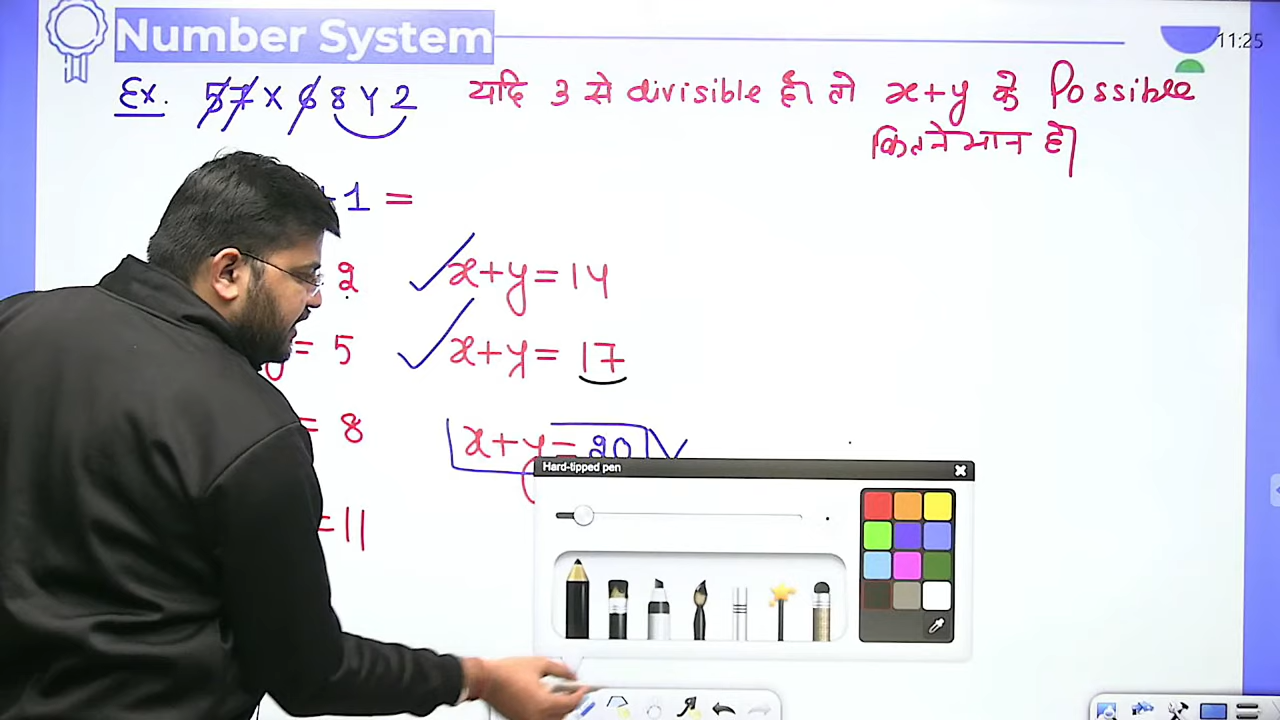 Number System
11:25
Ex. 57X68Y2 यदि 3 से divisible हो तो x+y के Possible
कितने मान हो
+1 =
2 x+y=14
= 5 x+y= 17
= 8 x+y= 20
Hard-tipped pen
=11